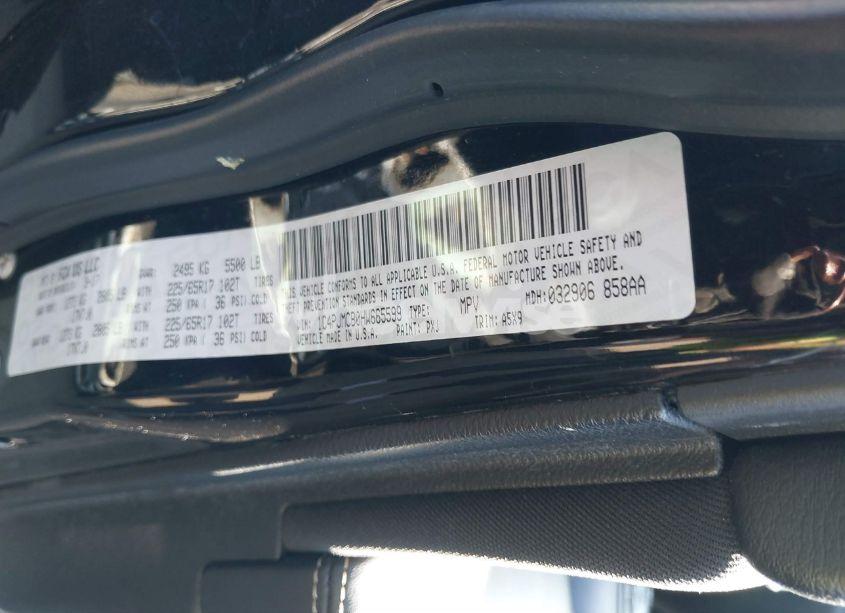 FCA US LLC
2495 KG 5500 LB
225/65R17 102T TIRES
250 KPA ( 36 PSI) COLD
225/65R17 102T TIRES
250 KPA ( 36 PSI) COLD
THIS VEHICLE CONFORMS TO ALL APPLICABLE U.S.A. FEDERAL MOTOR VEHICLE SAFETY AND
THEFT PREVENTION STANDARDS IN EFFECT ON THE DATE OF MANUFACTURE SHOWN ABOVE.
TYPE: MPV MDH:032906 858AA
VEHICLE MADE IN U.S.A. PAINT: PXJ TRIM: A5X9